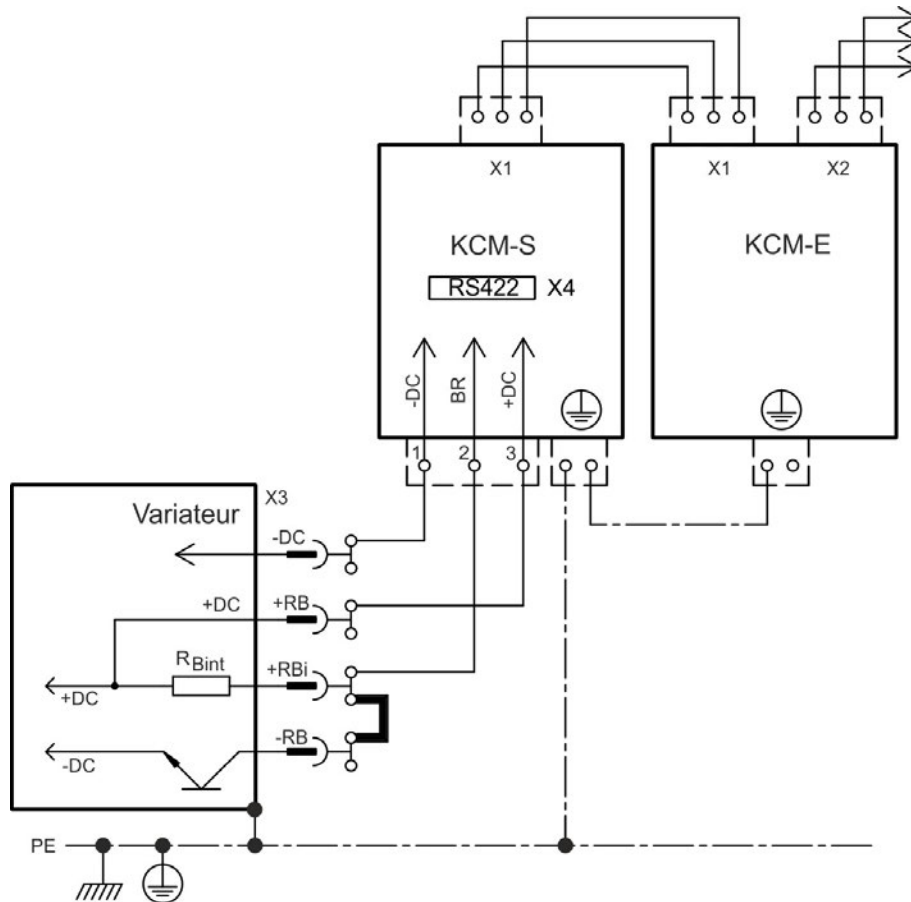 X1
X1 X2
KCM-S
KCM-E
RS422 X4
-DC
BR
+DC
1 2 3
X3
Variateur
-DC
+DC +RB
RBint
+RBi
+DC
-RB
-DC
PE